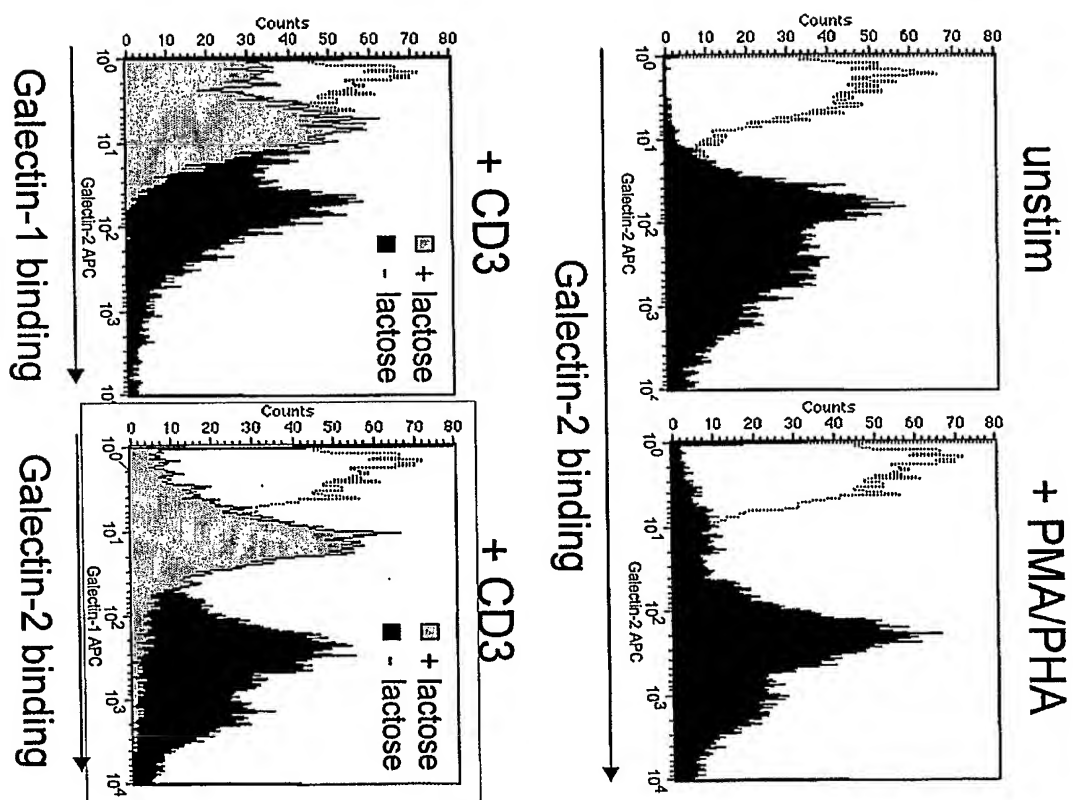 unstim
+ PMA/PHA
Counts
0 10 20 30 40 50 60 70 80
10⁰ 10¹ 10² 10³ 10⁴
Galectin-2 APC
Counts
0 10 20 30 40 50 60 70 80
10⁰ 10¹ 10² 10³ 10⁴
Galectin-2 APC
Galectin-2 binding
+ CD3
+ CD3
Counts
0 10 20 30 40 50 60 70 80
+ lactose
- lactose
10⁰ 10¹ 10² 10³ 10⁴
Galectin-2 APC
Counts
0 10 20 30 40 50 60 70 80
+ lactose
- lactose
10⁰ 10¹ 10² 10³ 10⁴
Galectin-1 APC
Galectin-1 binding
Galectin-2 binding